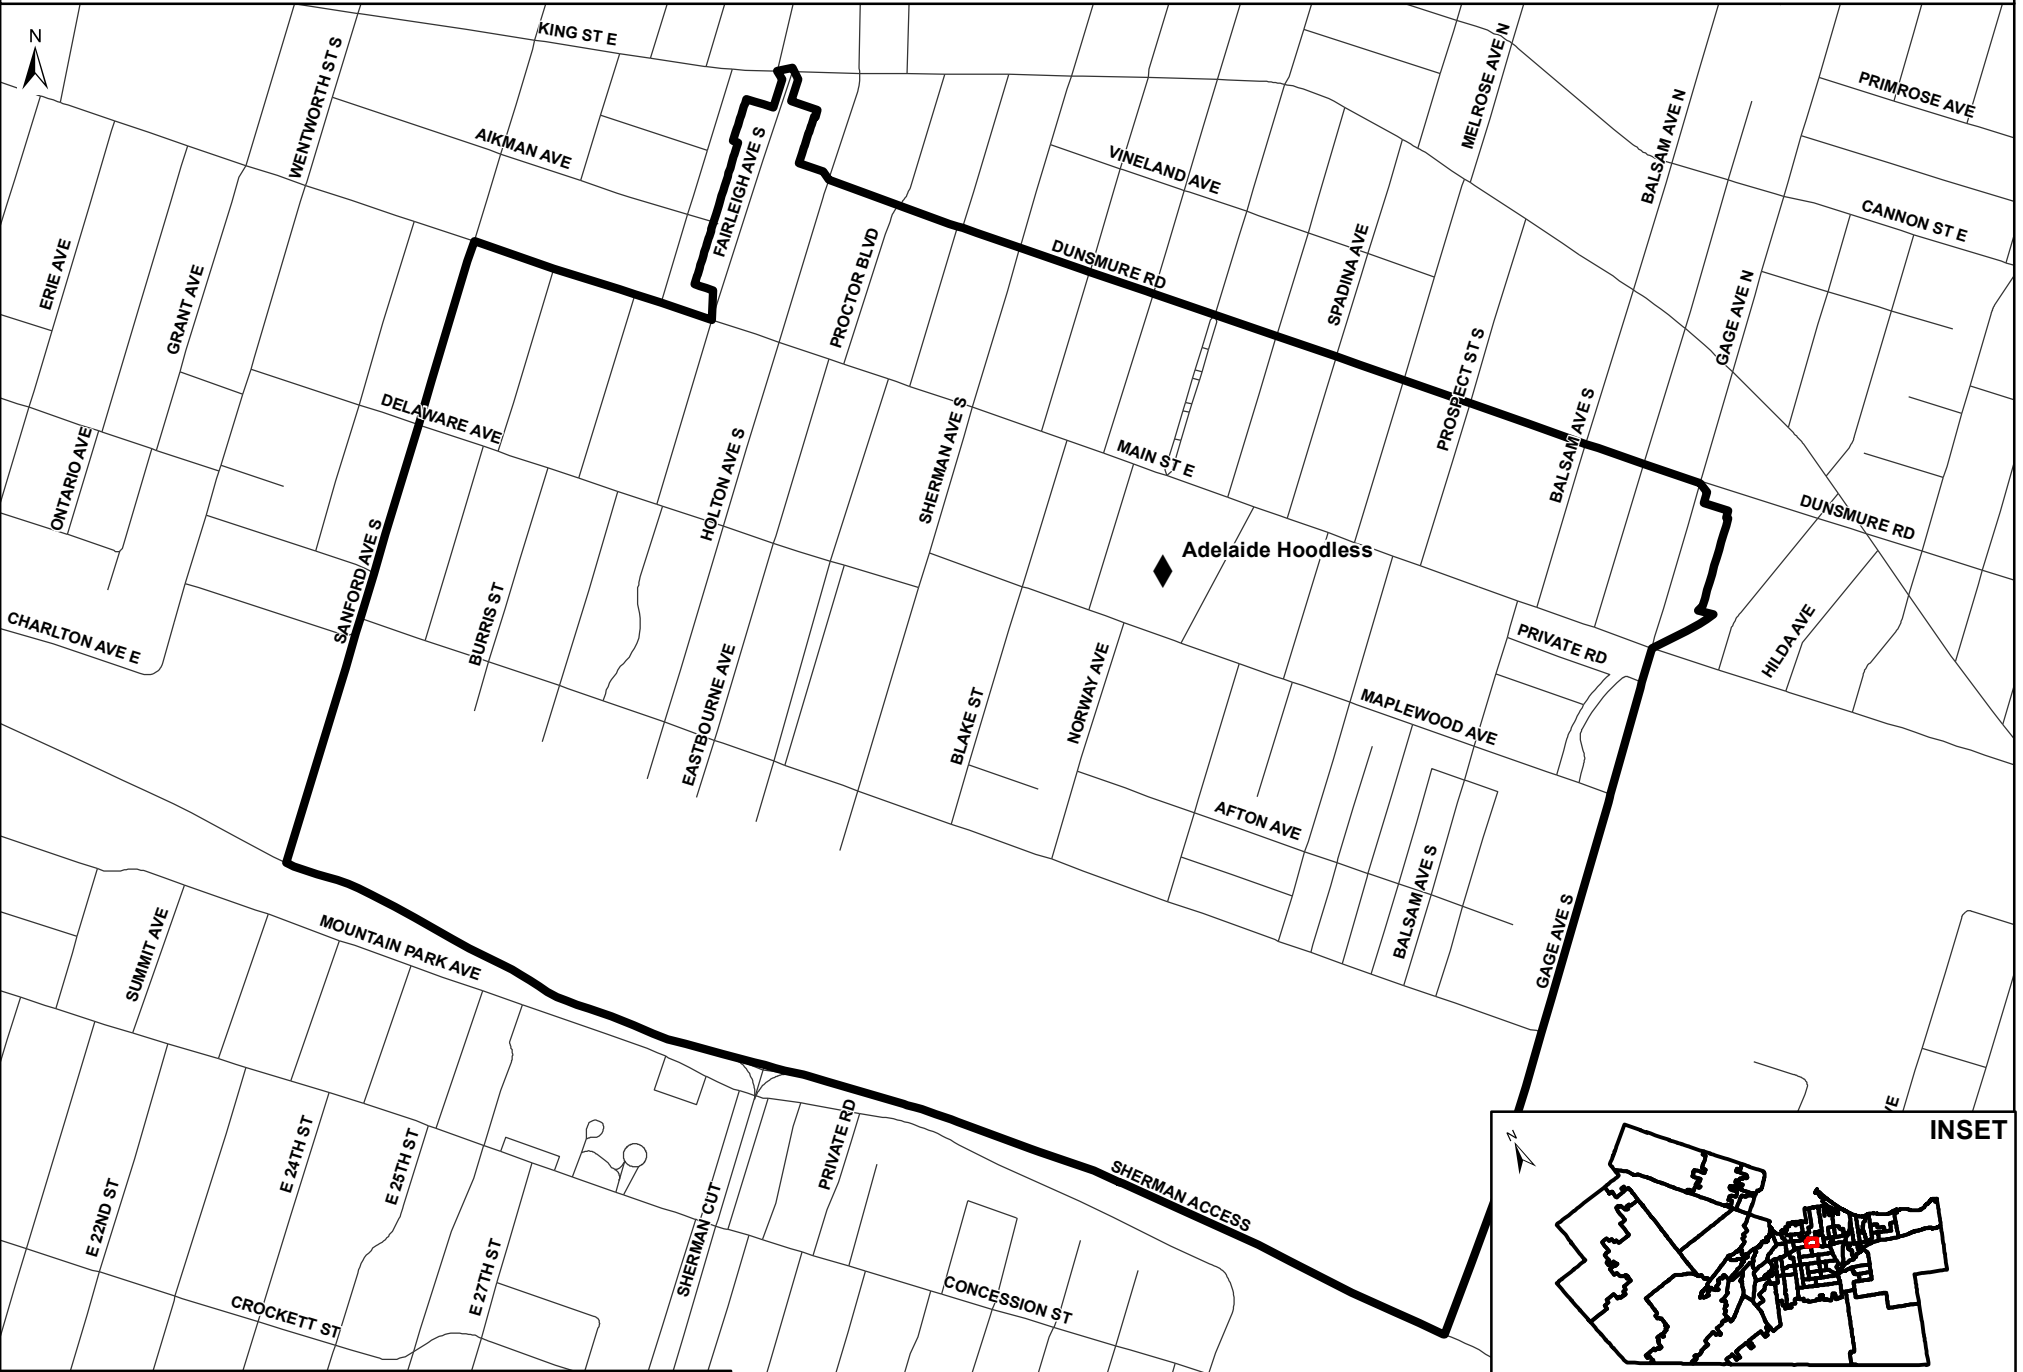 N
KING ST E
WENTWORTH ST S
MELROSE AVE N
PRIMROSE AVE
AIKMAN AVE
FAIRLEIGH AVE S
VINELAND AVE
BALSAM AVE N
CANNON ST E
ERIE AVE
GRANT AVE
PROCTOR BLVD
DUNSMURE RD
SPADINA AVE
GAGE AVE N
PROSPECT ST S
DELAWARE AVE
ONTARIO AVE
HOLTON AVE S
SHERMAN AVE S
MAIN ST E
BALSAM AVE S
DUNSMURE RD
SANFORD AVE S
Adelaide Hoodless
CHARLTON AVE E
BURRIS ST
EASTBOURNE AVE
BLAKE ST
NORWAY AVE
PRIVATE RD
HILDA AVE
MAPLEWOOD AVE
AFTON AVE
BALSAM AVE S
GAGE AVE S
SUMMIT AVE
MOUNTAIN PARK AVE
VE
E 22ND ST
E 24TH ST
E 25TH ST
E 27TH ST
SHERMAN CUT
PRIVATE RD
SHERMAN ACCESS
CONCESSION ST
CROCKETT ST
INSET
N